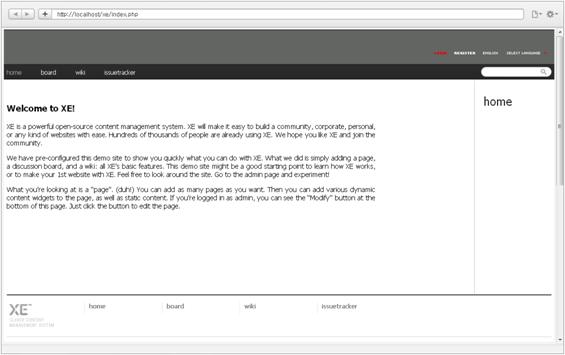 http://localhost/xe/index.php
LOGIN REGISTER ENGLISH SELECT LANGUAGE
home board wiki issuetracker
home
Welcome to XE!
XE is a powerful open-source content management system. XE will make it easy to build a community, corporate, personal,
or any kind of websites with ease. Hundreds of thousands of people are already using XE. We hope you like XE and join the
community.
We have pre-configured this demo site to show you quickly what you can do with XE. What we did is simply adding a page,
a discusson board, and a wiki: all XE's basic features. This demo site might be a good starting point to learn how XE works,
or to make your 1st website with XE. Feel free to look around the site. Go to the admin page and experiment!
What you're looking at is a "page". (duh!) You can add as many pages as you want. Then you can add various dynamic
content widgets to the page, as well as static content. If you're logged in as admin, you can see the "Modify" button at the
bottom of this page. Just click the button to edit the page.
XE™ home board wiki issuetracker
CONTENT
MANAGEMENT SYSTEM